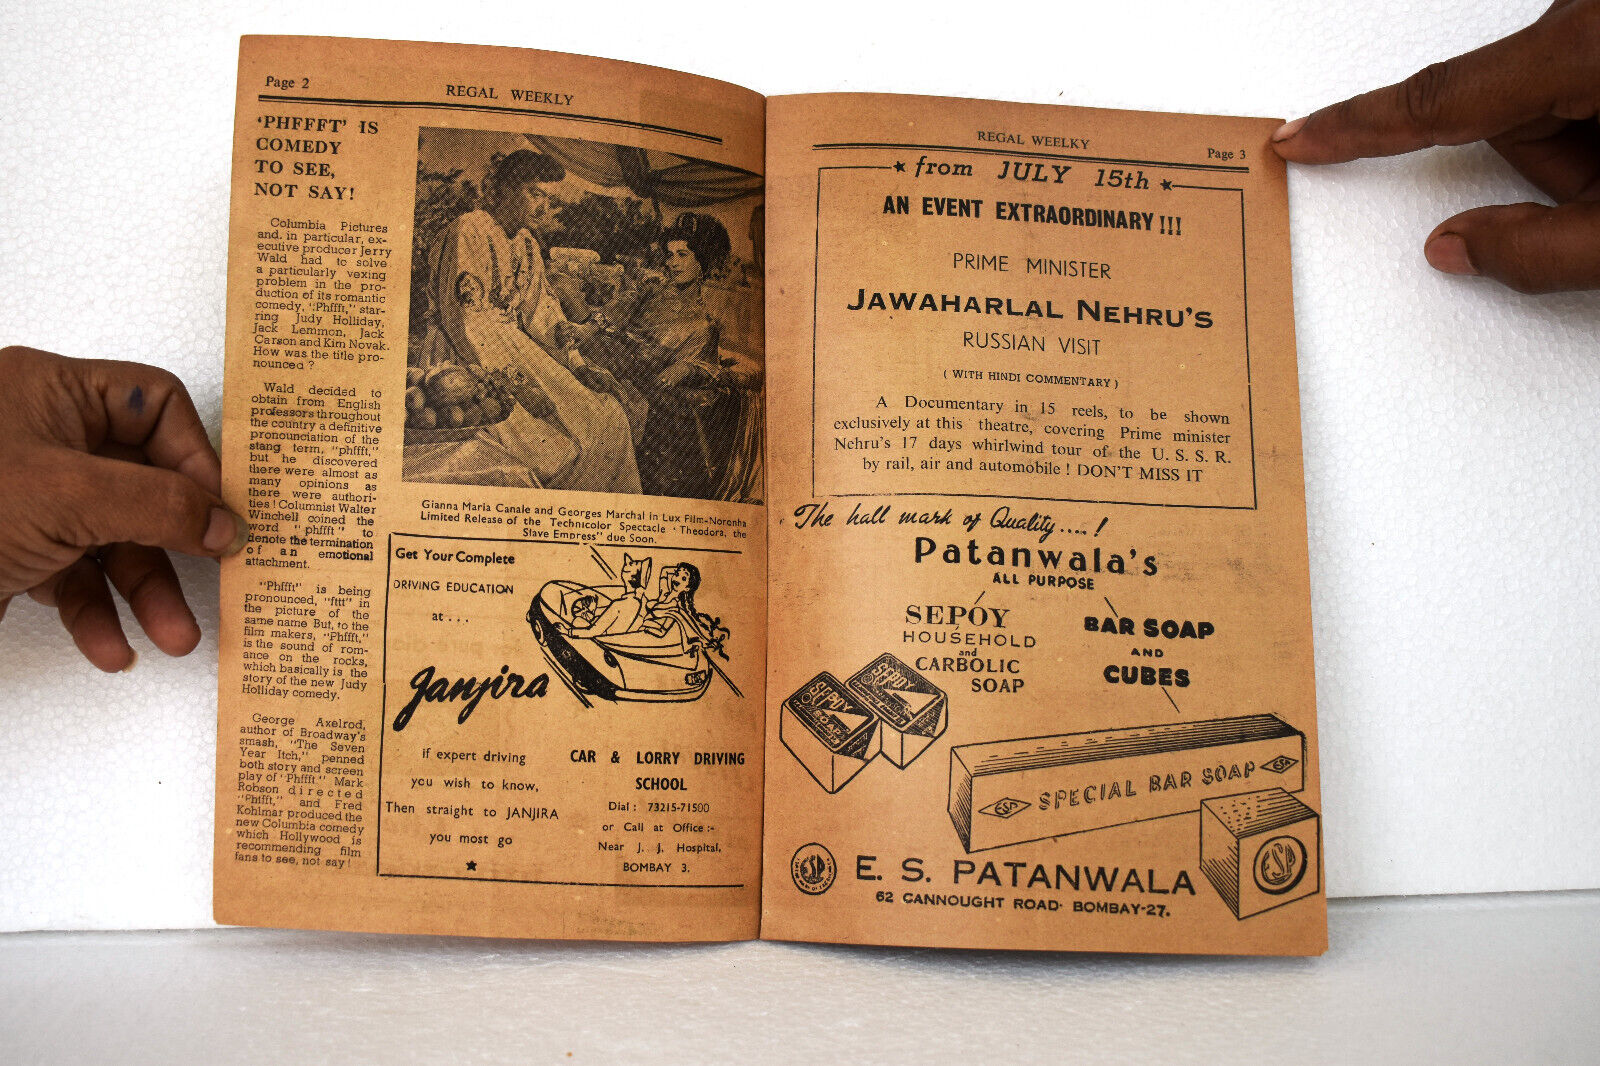 Page 2
REGAL WEEKLY
'PHFFFT' IS
COMEDY
TO SEE,
NOT SAY!
Columbia Pictures
and, in particular, ex-
ecutive producer Jerry
Wald had to solve
a particularly vexing
problem in the pro-
duction of its romantic
comedy, "Phffft," star-
ring Judy Holliday,
Jack Lemmon, Jack
Carson and Kim Novak.
How was the title pro-
nounced ?
Wald decided to
obtain from English
professors throughout
the country a definitive
pronounciation of the
stang term, "phffft,"
but he discovered
there were almost as
many opinions as
there were authori-
ties ! Columnist Walter
Winchell coined the
word "phffft" to
denote the termination
of an emotional
attachment.
"Phffft" is being
pronounced, "fttt" in
the picture of the
same name But, to the
film makers, "Phffft,"
is the sound of rom-
ance on the rocks,
which basically is the
story of the new Judy
Holliday comedy.
George Axelrod,
author of Broadway's
smash, "The Seven
Year Itch," penned
both story and screen
play of "Phffft." Mark
Robson directed
"Phffft," and Fred
Kohlmar produced the
new Columbia comedy
which Hollywood is
recommending film
fans to see, not say!
Gianna Maria Canale and Georges Marchal in Lux Film-Noronha
Limited Release of the Technicolor Spectacle 'Theodora, the
Slave Empress" due Soon.
Get Your Complete
DRIVING EDUCATION
at . . .
Janjira
if expert driving
you wish to know,
Then straight to JANJIRA
you most go
CAR & LORRY DRIVING
SCHOOL
Dial : 73215-71500
or Call at Office :-
Near J. J. Hospital,
BOMBAY 3.
REGAL WEELKY
Page 3
from JULY 15th
AN EVENT EXTRAORDINARY !!!
PRIME MINISTER
JAWAHARLAL NEHRU'S
RUSSIAN VISIT
( WITH HINDI COMMENTARY )
A Documentary in 15 reels, to be shown
exclusively at this theatre, covering Prime minister
Nehru's 17 days whirlwind tour of the U. S. S. R.
by rail, air and automobile ! DON'T MISS IT
The hall mark of Quality....!
Patanwala's
ALL PURPOSE
SEPOY
HOUSEHOLD
and
CARBOLIC
SOAP
BAR SOAP
AND
CUBES
SEPOY
SOAP
SEPOY
ESP
SPECIAL BAR SOAP
ESP
ESP
ESP
E. S. PATANWALA
62 CANNOUGHT ROAD· BOMBAY-27.